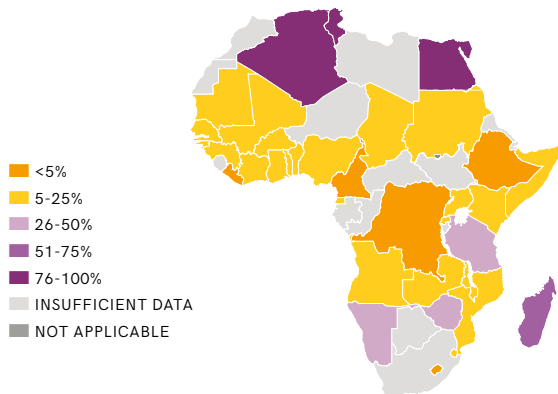 <5%
5-25%
26-50%
51-75%
76-100%
INSUFFICIENT DATA
NOT APPLICABLE